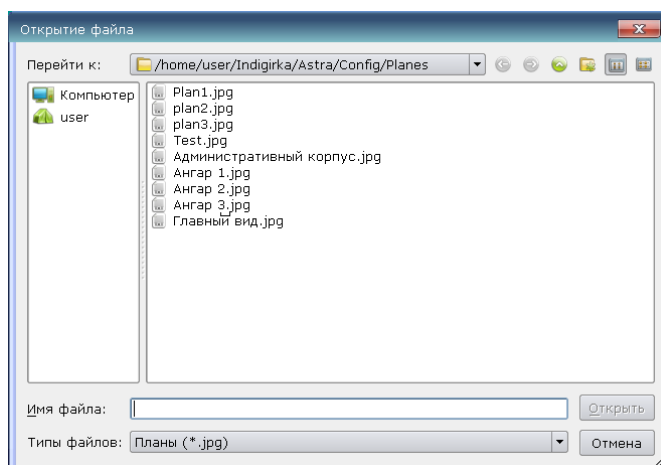 Открытие файла
Перейти к: /home/user/Indigirka/Astra/Config/Planes
Компьютер
user
Plan1.jpg
plan2.jpg
plan3.jpg
Test.jpg
Административный корпус.jpg
Ангар 1.jpg
Ангар 2.jpg
Ангар 3.jpg
Главный вид.jpg
Имя файла: Открыть
Типы файлов: Планы (*.jpg) Отмена